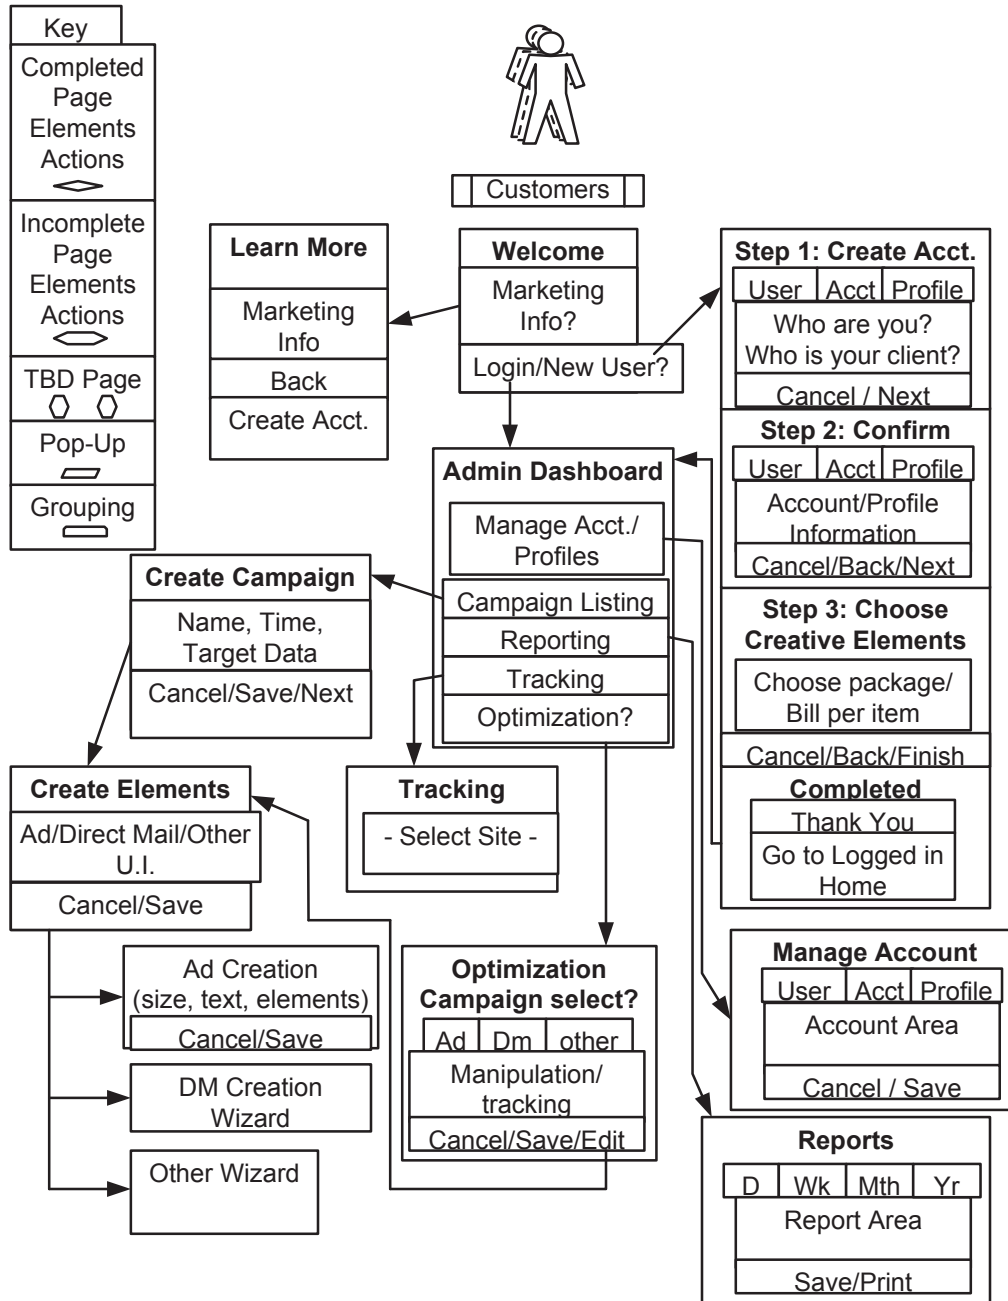 Key
Completed
Page
Elements
Actions
Incomplete
Page
Elements
Actions
TBD Page
Pop-Up
Grouping
Customers
Learn More
Marketing
Info
Back
Create Acct.
Welcome
Marketing
Info?
Login/New User?
Step 1: Create Acct.
User Acct Profile
Who are you?
Who is your client?
Cancel / Next
Step 2: Confirm
User Acct Profile
Account/Profile
Information
Cancel/Back/Next
Step 3: Choose
Creative Elements
Choose package/
Bill per item
Cancel/Back/Finish
Completed
Thank You
Go to Logged in
Home
Admin Dashboard
Manage Acct./
Profiles
Campaign Listing
Reporting
Tracking
Optimization?
Create Campaign
Name, Time,
Target Data
Cancel/Save/Next
Create Elements
Ad/Direct Mail/Other
U.I.
Cancel/Save
Tracking
- Select Site -
Ad Creation
(size, text, elements)
Cancel/Save
DM Creation
Wizard
Other Wizard
Optimization
Campaign select?
Ad Dm other
Manipulation/
tracking
Cancel/Save/Edit
Manage Account
User Acct Profile
Account Area
Cancel / Save
Reports
D Wk Mth Yr
Report Area
Save/Print